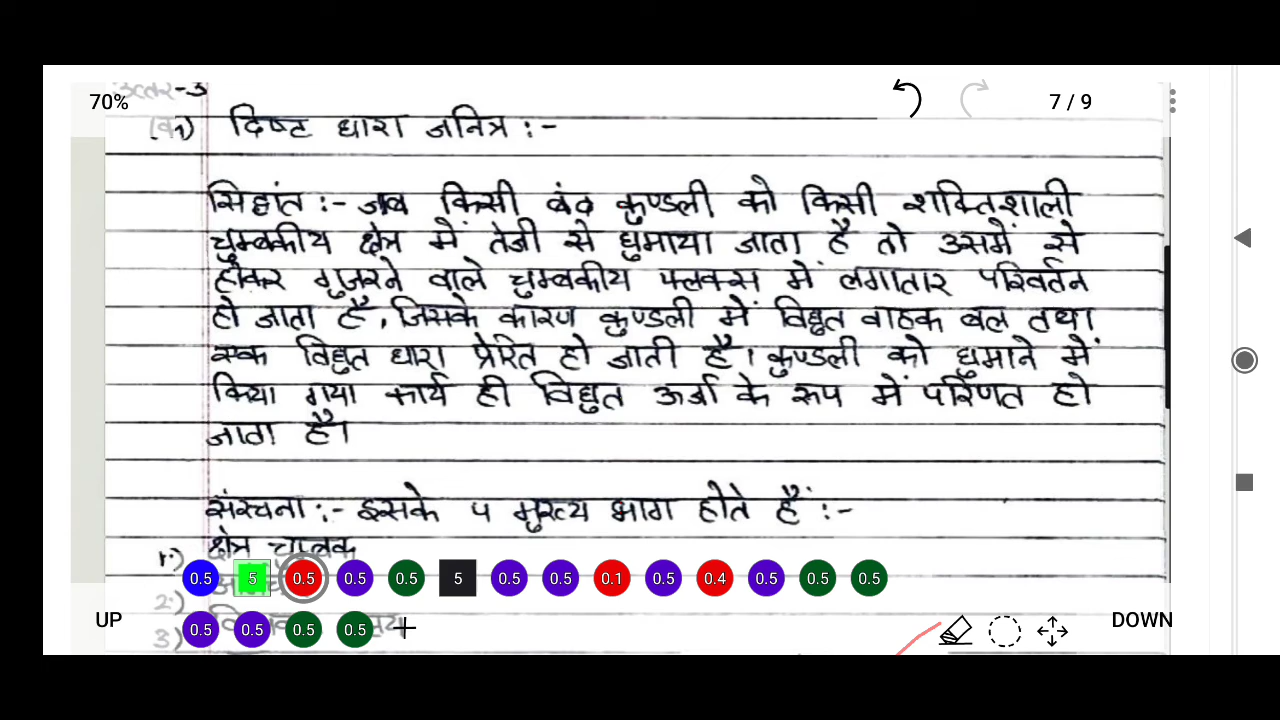 उत्तर-3
70%
7 / 9
(क) दिष्ट धारा जनित्र :-
सिद्धांत :- जब किसी बंद कुण्डली को किसी शक्तिशाली
चुम्बकीय क्षेत्र में तेजी से घुमाया जाता है तो उसमें से
होकर गुजरने वाले चुम्बकीय फ्लक्स में लगातार परिवर्तन
हो जाता है, जिसके कारण कुण्डली में विद्युत वाहक बल तथा
एक विद्युत धारा प्रेरित हो जाती है। कुण्डली को घुमाने में
किया गया कार्य ही विद्युत ऊर्जा के रूप में परिणत हो
जाता है।
संरचना :- इसके 4 मुख्य भाग होते हैं :-
1.) क्षेत्र चुम्बक
0.5 5 0.5 0.5 0.5 5 0.5 0.5 0.1 0.5 0.4 0.5 0.5 0.5
2.)
UP
0.5 0.5 0.5 0.5 +
DOWN
3)